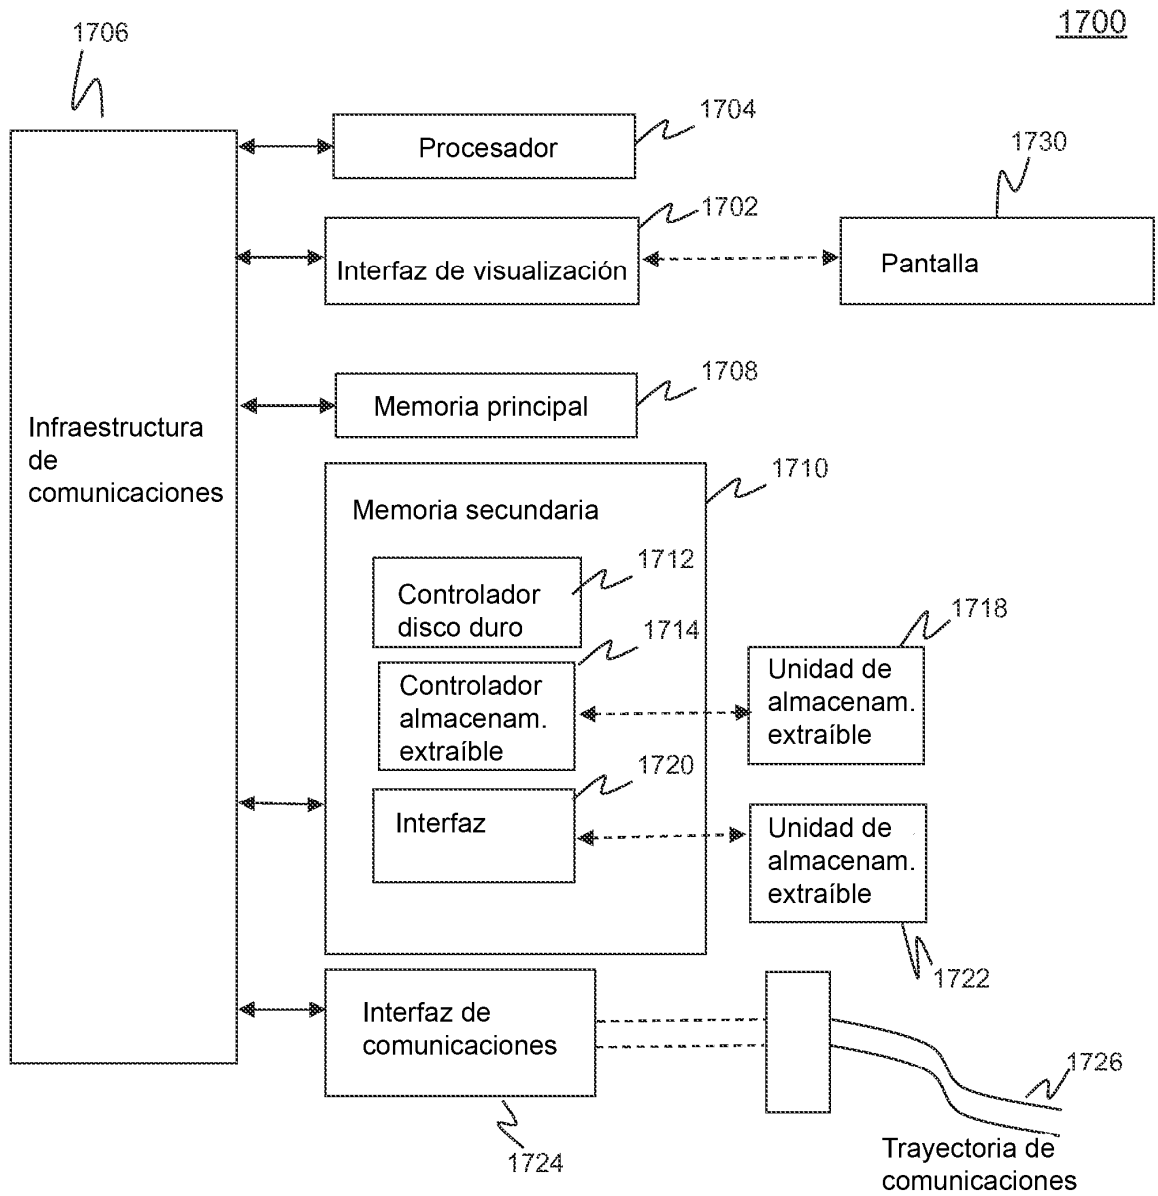 1700
1706
1704
Procesador
1730
1702
Interfaz de visualización
Pantalla
1708
Memoria principal
Infraestructura
de
comunicaciones
1710
Memoria secundaria
1712
Controlador
disco duro
1714
Controlador
almacenam.
extraíble
1718
Unidad de
almacenam.
extraíble
1720
Interfaz
Unidad de
almacenam.
extraíble
1722
Interfaz de
comunicaciones
1724
1726
Trayectoria de
comunicaciones